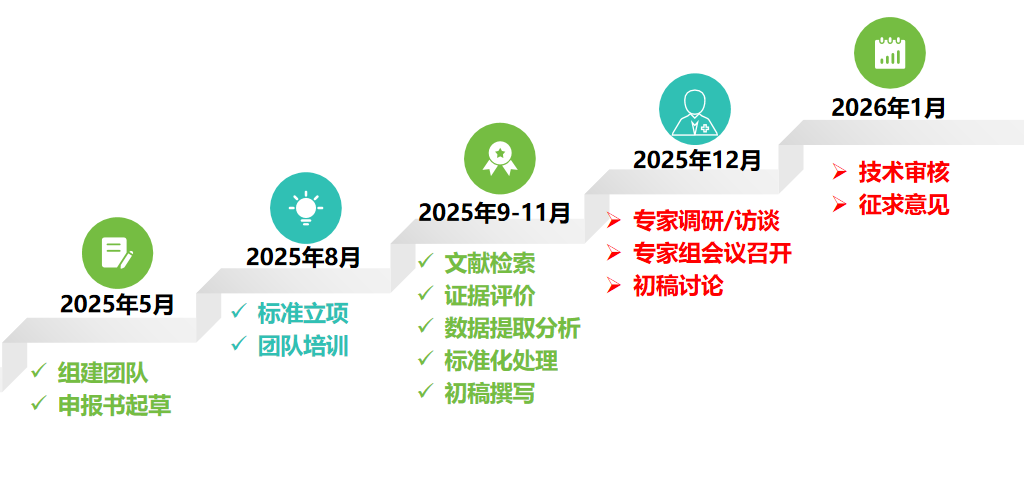 2025年5月
组建团队
申报书起草
2025年8月
标准立项
团队培训
2025年9-11月
文献检索
证据评价
数据提取分析
标准化处理
初稿撰写
2025年12月
专家调研/访谈
专家组会议召开
初稿讨论
2026年1月
技术审核
征求意见